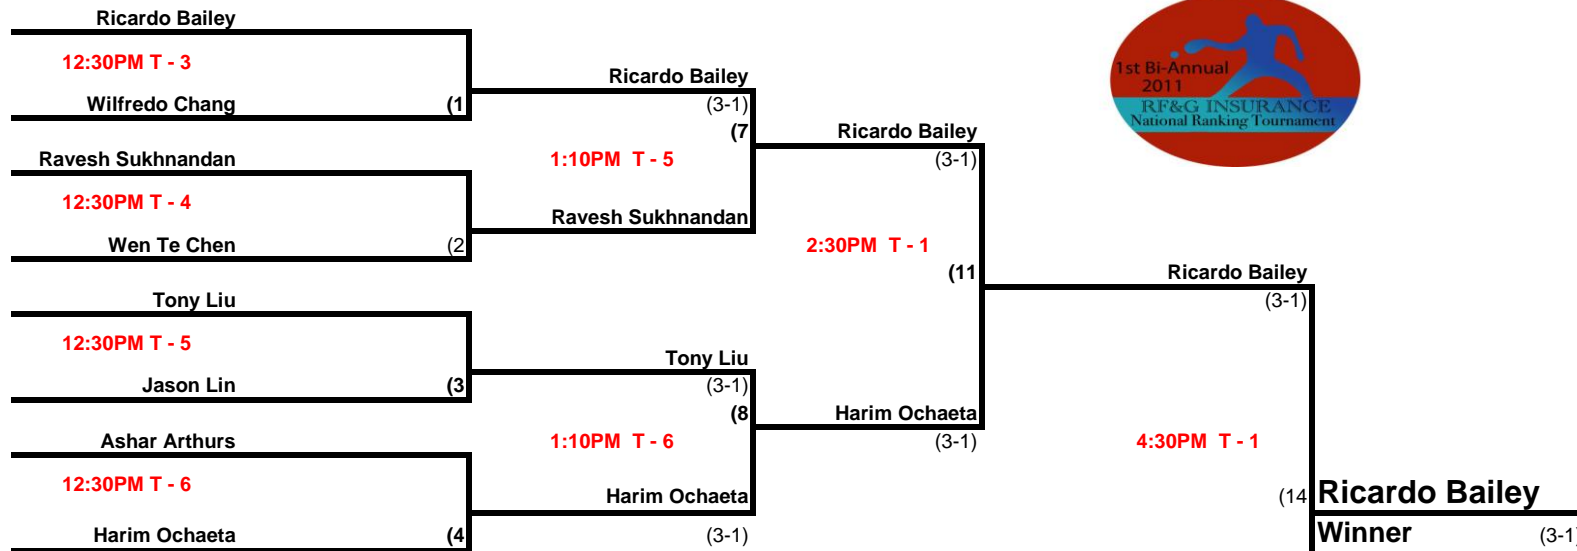 Ricardo Bailey
12:30PM T - 3
Wilfredo Chang (1
Ravesh Sukhnandan
12:30PM T - 4
Wen Te Chen (2
Tony Liu
12:30PM T - 5
Jason Lin (3
Ashar Arthurs
12:30PM T - 6
Harim Ochaeta (4
Ricardo Bailey
(3-1)
(7
1:10PM T - 5
Ravesh Sukhnandan
Tony Liu
(3-1)
(8
1:10PM T - 6
Harim Ochaeta
(3-1)
Ricardo Bailey
(3-1)
2:30PM T - 1
(11
Harim Ochaeta
(3-1)
Ricardo Bailey
(3-1)
4:30PM T - 1
(14
Ricardo Bailey
Winner (3-1)
1st Bi-Annual
2011
RF&G INSURANCE
National Ranking Tournament